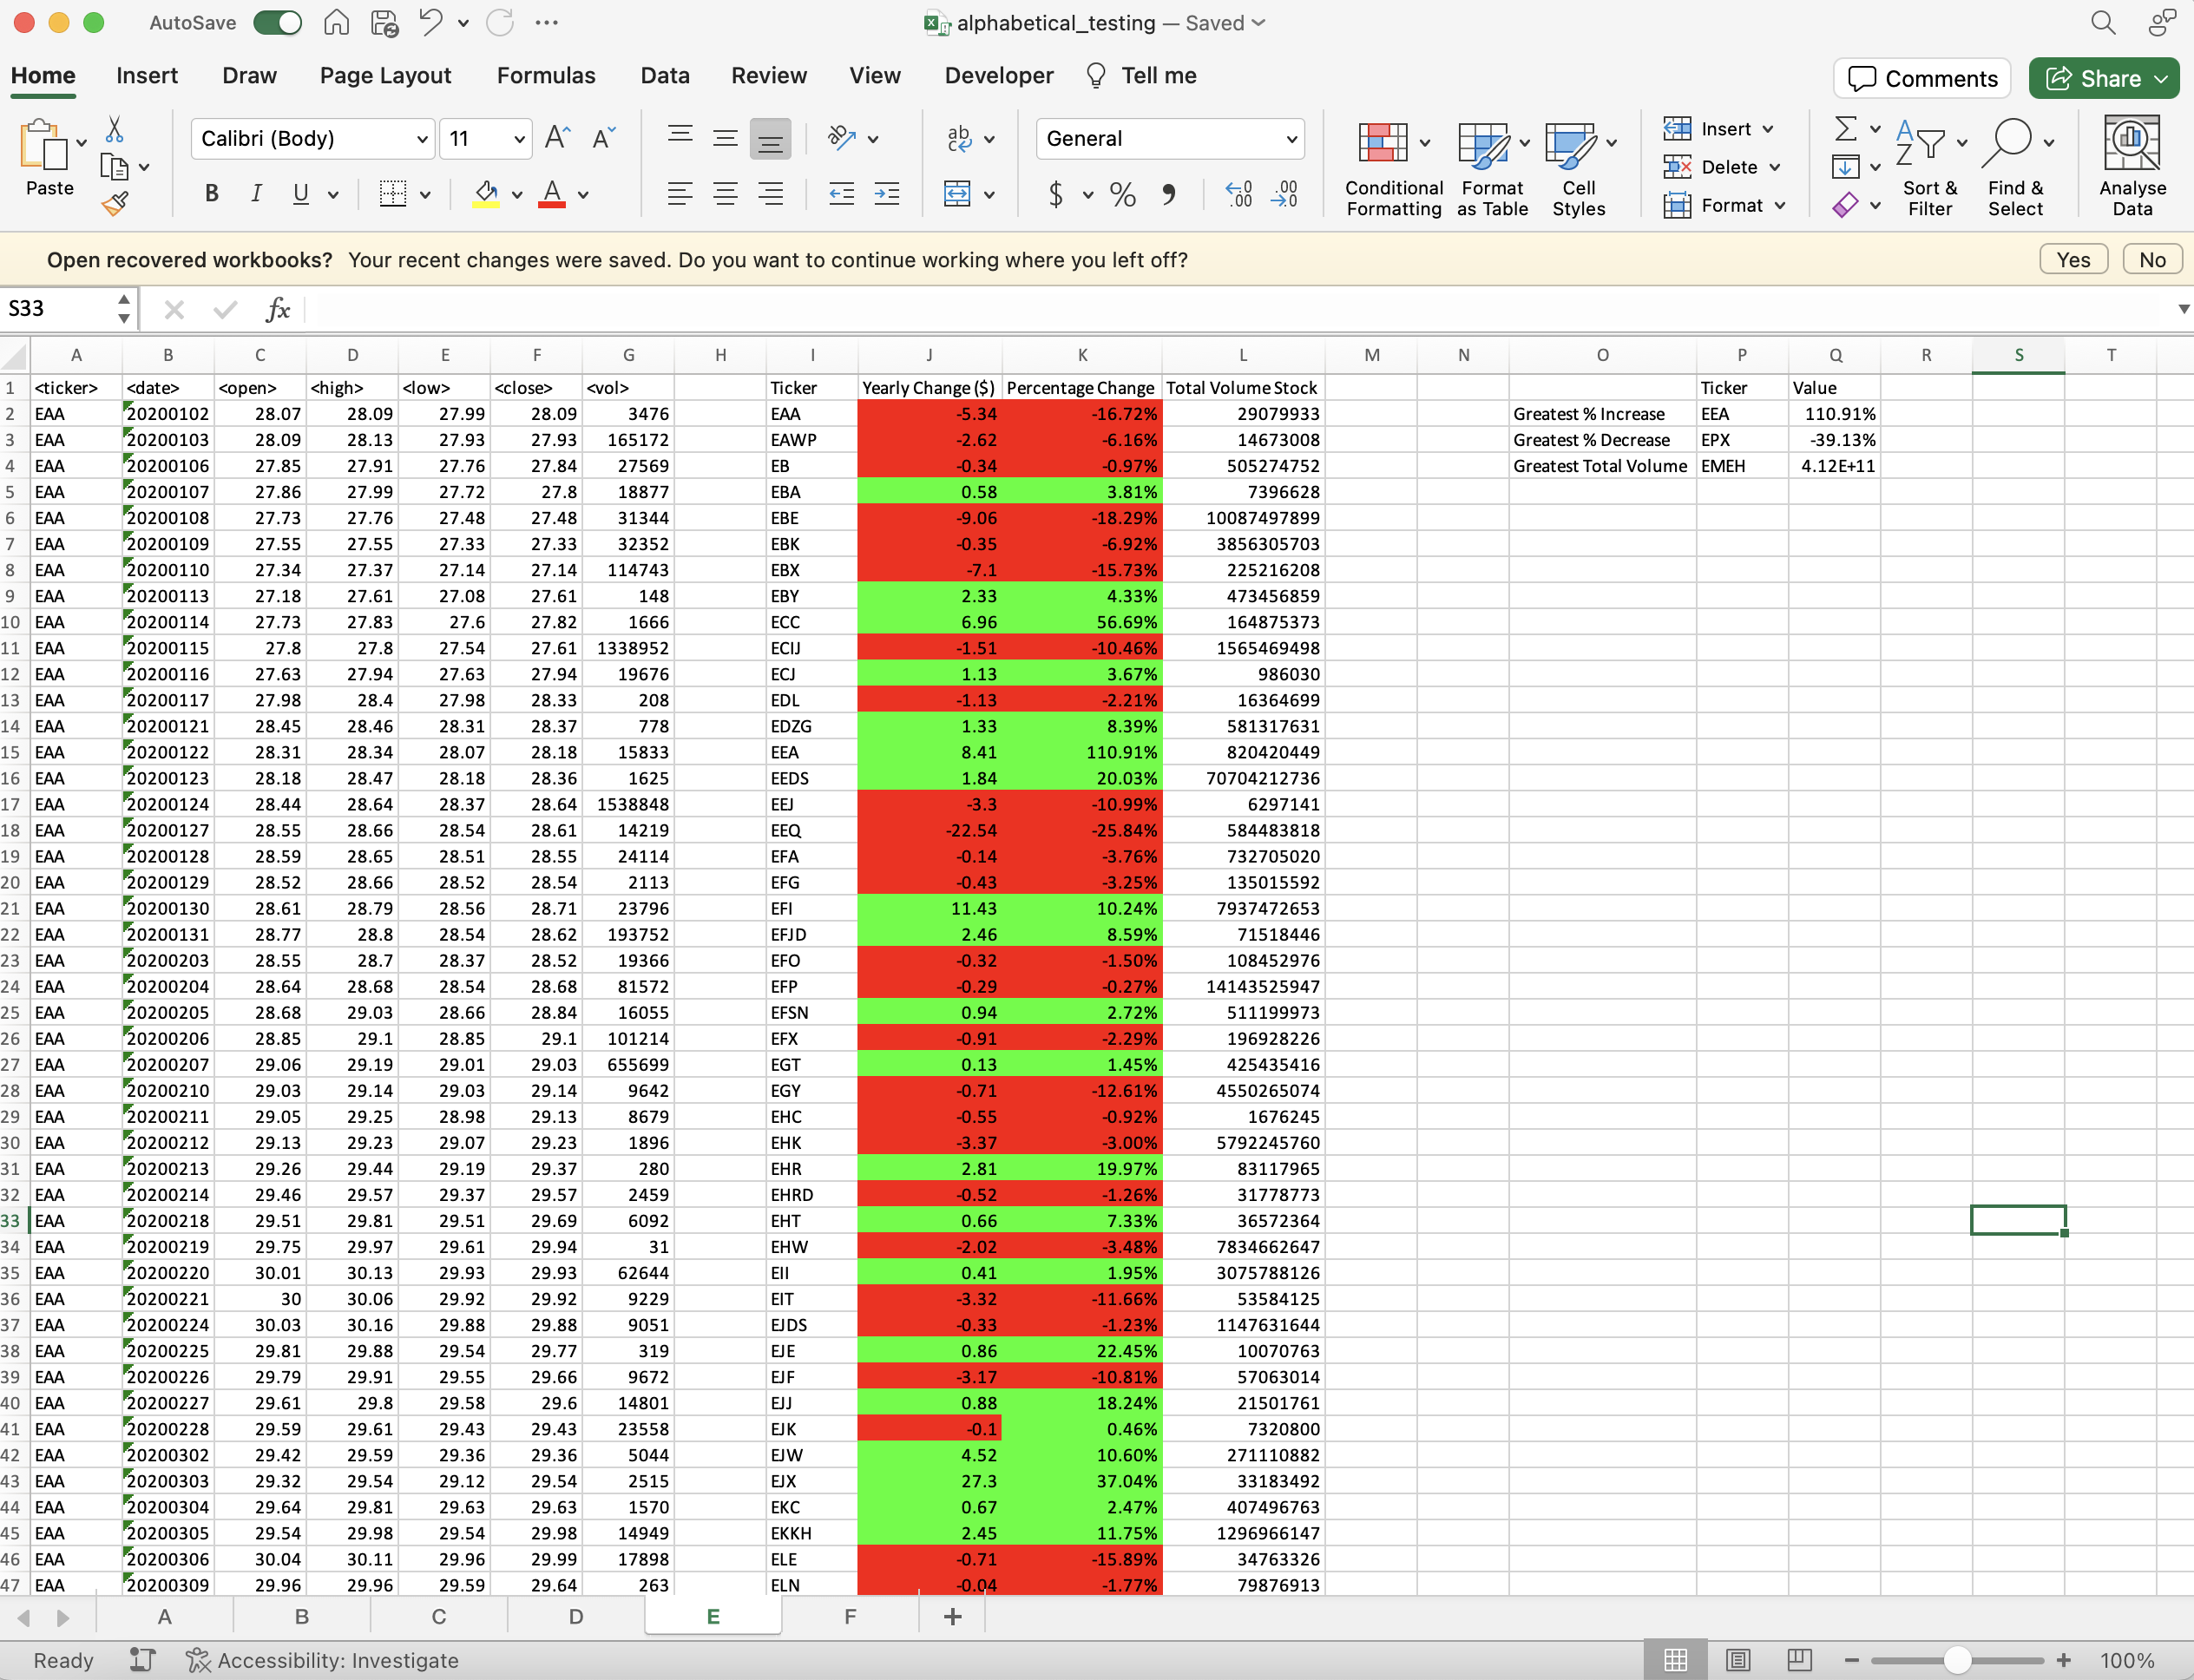 AutoSave
alphabetical_testing — Saved
Home Insert Draw Page Layout Formulas Data Review View Developer Tell me Comments Share
Paste Calibri (Body) 11 General Conditional Formatting Format as Table Cell Styles Insert Delete Format Sort & Filter Find & Select Analyse Data
Open recovered workbooks? Your recent changes were saved. Do you want to continue working where you left off? Yes No
S33 fx
A B C D E F G H I J K L M N O P Q R S T
1 <ticker> <date> <open> <high> <low> <close> <vol> Ticker Yearly Change ($) Percentage Change Total Volume Stock Ticker Value
2 EAA 20200102 28.07 28.09 27.99 28.09 3476 EAA -5.34 -16.72% 29079933 Greatest % Increase EEA 110.91%
3 EAA 20200103 28.09 28.13 27.93 27.93 165172 EAWP -2.62 -6.16% 14673008 Greatest % Decrease EPX -39.13%
4 EAA 20200106 27.85 27.91 27.76 27.84 27569 EB -0.34 -0.97% 505274752 Greatest Total Volume EMEH 4.12E+11
5 EAA 20200107 27.86 27.99 27.72 27.8 18877 EBA 0.58 3.81% 7396628
6 EAA 20200108 27.73 27.76 27.48 27.48 31344 EBE -9.06 -18.29% 10087497899
7 EAA 20200109 27.55 27.55 27.33 27.33 32352 EBK -0.35 -6.92% 3856305703
8 EAA 20200110 27.34 27.37 27.14 27.14 114743 EBX -7.1 -15.73% 225216208
9 EAA 20200113 27.18 27.61 27.08 27.61 148 EBY 2.33 4.33% 473456859
10 EAA 20200114 27.73 27.83 27.6 27.82 1666 ECC 6.96 56.69% 164875373
11 EAA 20200115 27.8 27.8 27.54 27.61 1338952 ECIJ -1.51 -10.46% 1565469498
12 EAA 20200116 27.63 27.94 27.63 27.94 19676 ECJ 1.13 3.67% 986030
13 EAA 20200117 27.98 28.4 27.98 28.33 208 EDL -1.13 -2.21% 16364699
14 EAA 20200121 28.45 28.46 28.31 28.37 778 EDZG 1.33 8.39% 581317631
15 EAA 20200122 28.31 28.34 28.07 28.18 15833 EEA 8.41 110.91% 820420449
16 EAA 20200123 28.18 28.47 28.18 28.36 1625 EEDS 1.84 20.03% 70704212736
17 EAA 20200124 28.44 28.64 28.37 28.64 1538848 EEJ -3.3 -10.99% 6297141
18 EAA 20200127 28.55 28.66 28.54 28.61 14219 EEQ -22.54 -25.84% 584483818
19 EAA 20200128 28.59 28.65 28.51 28.55 24114 EFA -0.14 -3.76% 732705020
20 EAA 20200129 28.52 28.66 28.52 28.54 2113 EFG -0.43 -3.25% 135015592
21 EAA 20200130 28.61 28.79 28.56 28.71 23796 EFI 11.43 10.24% 7937472653
22 EAA 20200131 28.77 28.8 28.54 28.62 193752 EFJD 2.46 8.59% 71518446
23 EAA 20200203 28.55 28.7 28.37 28.52 19366 EFO -0.32 -1.50% 108452976
24 EAA 20200204 28.64 28.68 28.54 28.68 81572 EFP -0.29 -0.27% 14143525947
25 EAA 20200205 28.68 29.03 28.66 28.84 16055 EFSN 0.94 2.72% 511199973
26 EAA 20200206 28.85 29.1 28.85 29.1 101214 EFX -0.91 -2.29% 196928226
27 EAA 20200207 29.06 29.19 29.01 29.03 655699 EGT 0.13 1.45% 425435416
28 EAA 20200210 29.03 29.14 29.03 29.14 9642 EGY -0.71 -12.61% 4550265074
29 EAA 20200211 29.05 29.25 28.98 29.13 8679 EHC -0.55 -0.92% 1676245
30 EAA 20200212 29.13 29.23 29.07 29.23 1896 EHK -3.37 -3.00% 5792245760
31 EAA 20200213 29.26 29.44 29.19 29.37 280 EHR 2.81 19.97% 83117965
32 EAA 20200214 29.46 29.57 29.37 29.57 2459 EHRD -0.52 -1.26% 31778773
33 EAA 20200218 29.51 29.81 29.51 29.69 6092 EHT 0.66 7.33% 36572364
34 EAA 20200219 29.75 29.97 29.61 29.94 31 EHW -2.02 -3.48% 7834662647
35 EAA 20200220 30.01 30.13 29.93 29.93 62644 EII 0.41 1.95% 3075788126
36 EAA 20200221 30 30.06 29.92 29.92 9229 EIT -3.32 -11.66% 53584125
37 EAA 20200224 30.03 30.16 29.88 29.88 9051 EJDS -0.33 -1.23% 1147631644
38 EAA 20200225 29.81 29.88 29.54 29.77 319 EJE 0.86 22.45% 10070763
39 EAA 20200226 29.79 29.91 29.55 29.66 9672 EJF -3.17 -10.81% 57063014
40 EAA 20200227 29.61 29.8 29.58 29.6 14801 EJJ 0.88 18.24% 21501761
41 EAA 20200228 29.59 29.61 29.43 29.43 23558 EJK -0.1 0.46% 7320800
42 EAA 20200302 29.42 29.59 29.36 29.36 5044 EJW 4.52 10.60% 271110882
43 EAA 20200303 29.32 29.54 29.12 29.54 2515 EJX 27.3 37.04% 33183492
44 EAA 20200304 29.64 29.81 29.63 29.63 1570 EKC 0.67 2.47% 407496763
45 EAA 20200305 29.54 29.98 29.54 29.98 14949 EKKH 2.45 11.75% 1296966147
46 EAA 20200306 30.04 30.11 29.96 29.99 17898 ELE -0.71 -15.89% 34763326
47 EAA 20200309 29.96 29.96 29.59 29.64 263 ELN -0.04 -1.77% 79876913
A B C D E F +
Ready Accessibility: Investigate 100%